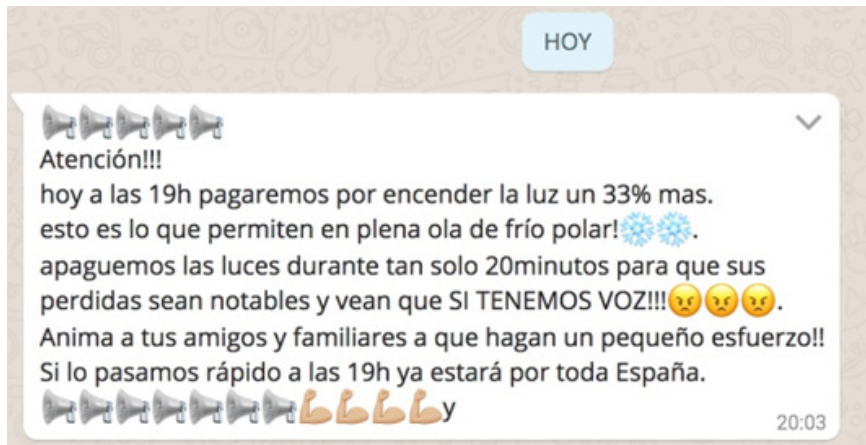 HOY
📢📢📢📢📢
Atención!!!
hoy a las 19h pagaremos por encender la luz un 33% mas.
esto es lo que permiten en plena ola de frío polar!❄️❄️.
apaguemos las luces durante tan solo 20minutos para que sus
perdidas sean notables y vean que SI TENEMOS VOZ!!!😠😠😠.
Anima a tus amigos y familiares a que hagan un pequeño esfuerzo!!
Si lo pasamos rápido a las 19h ya estará por toda España.
📢📢📢📢📢📢📢💪🏼💪🏼💪🏼💪🏼y
20:03